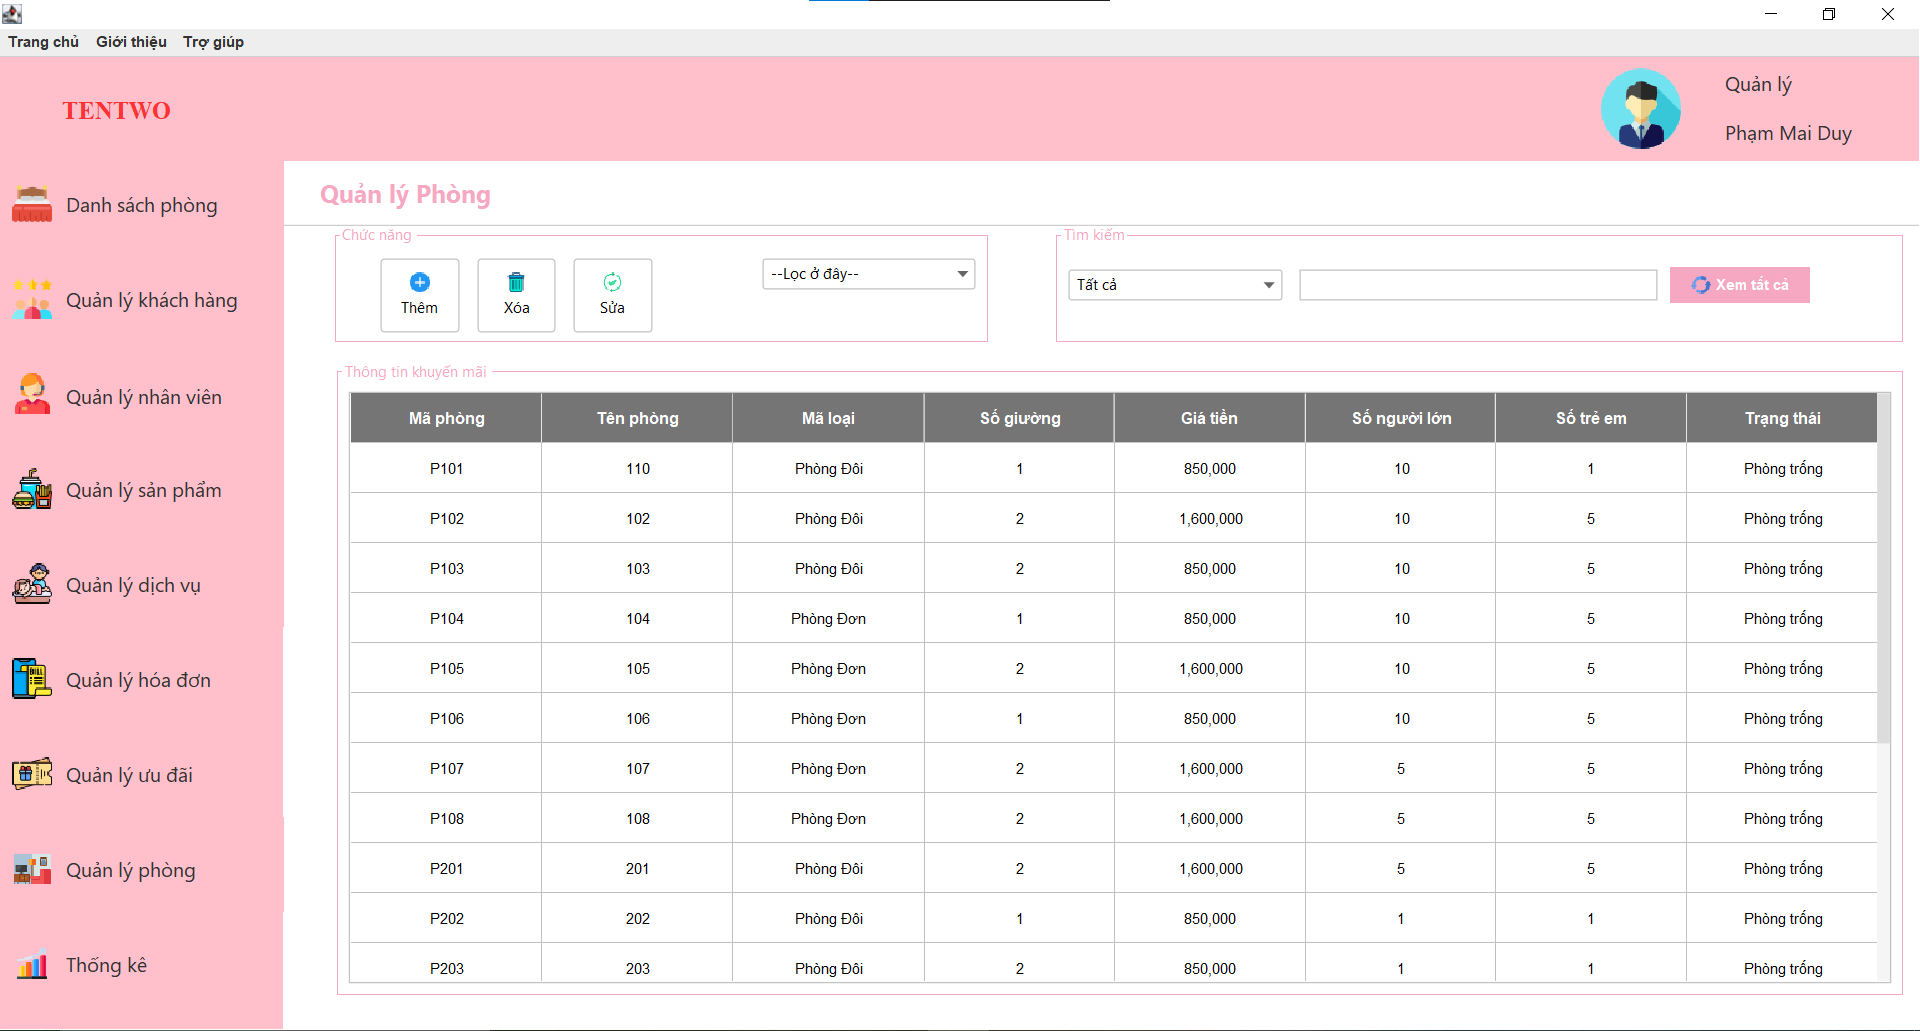 Trang chủ Giới thiệu Trợ giúp
TENTWO
Quản lý
Phạm Mai Duy
Danh sách phòng
Quản lý khách hàng
Quản lý nhân viên
Quản lý sản phẩm
Quản lý dịch vụ
Quản lý hóa đơn
Quản lý ưu đãi
Quản lý phòng
Thống kê
Quản lý Phòng
Chức năng
Thêm Xóa Sửa --Lọc ở đây--
Tìm kiếm
Tất cả Xem tất cả
Thông tin khuyến mãi
Mã phòng Tên phòng Mã loại Số giường Giá tiền Số người lớn Số trẻ em Trạng thái
P101 110 Phòng Đôi 1 850,000 10 1 Phòng trống
P102 102 Phòng Đôi 2 1,600,000 10 5 Phòng trống
P103 103 Phòng Đôi 2 850,000 10 5 Phòng trống
P104 104 Phòng Đơn 1 850,000 10 5 Phòng trống
P105 105 Phòng Đơn 2 1,600,000 10 5 Phòng trống
P106 106 Phòng Đơn 1 850,000 10 5 Phòng trống
P107 107 Phòng Đơn 2 1,600,000 5 5 Phòng trống
P108 108 Phòng Đơn 2 1,600,000 5 5 Phòng trống
P201 201 Phòng Đôi 2 1,600,000 5 5 Phòng trống
P202 202 Phòng Đôi 1 850,000 1 1 Phòng trống
P203 203 Phòng Đôi 2 850,000 1 1 Phòng trống